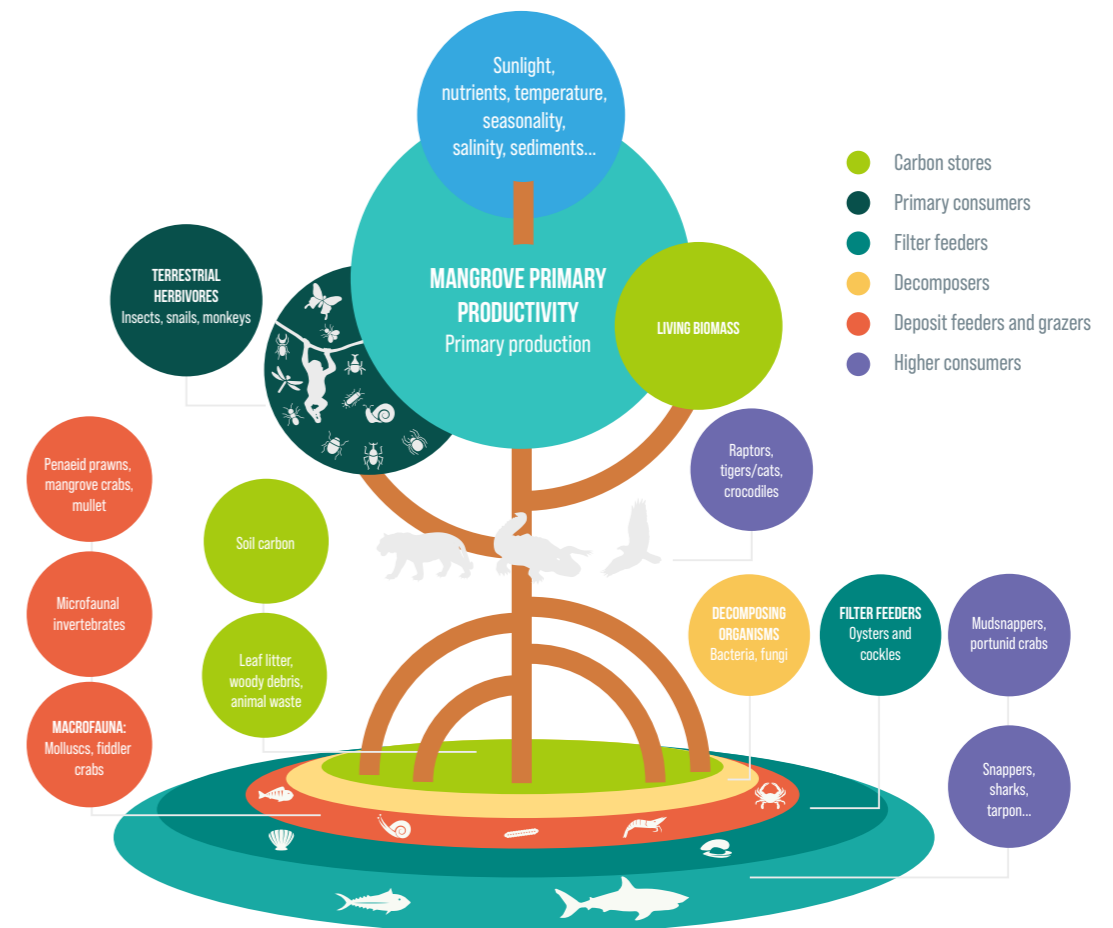 Sunlight,
nutrients, temperature,
seasonality,
salinity, sediments...
MANGROVE PRIMARY
PRODUCTIVITY
Primary production
LIVING BIOMASS
TERRESTRIAL
HERBIVORES
Insects, snails, monkeys
Carbon stores
Primary consumers
Filter feeders
Decomposers
Deposit feeders and grazers
Higher consumers
Penaeid prawns,
mangrove crabs,
mullet
Microfaunal
invertebrates
MACROFAUNA:
Molluscs, fiddler
crabs
Soil carbon
Leaf litter,
woody debris,
animal waste
Raptors,
tigers/cats,
crocodiles
DECOMPOSING
ORGANISMS
Bacteria, fungi
FILTER FEEDERS
Oysters and
cockles
Mudsnappers,
portunid crabs
Snappers,
sharks,
tarpon...